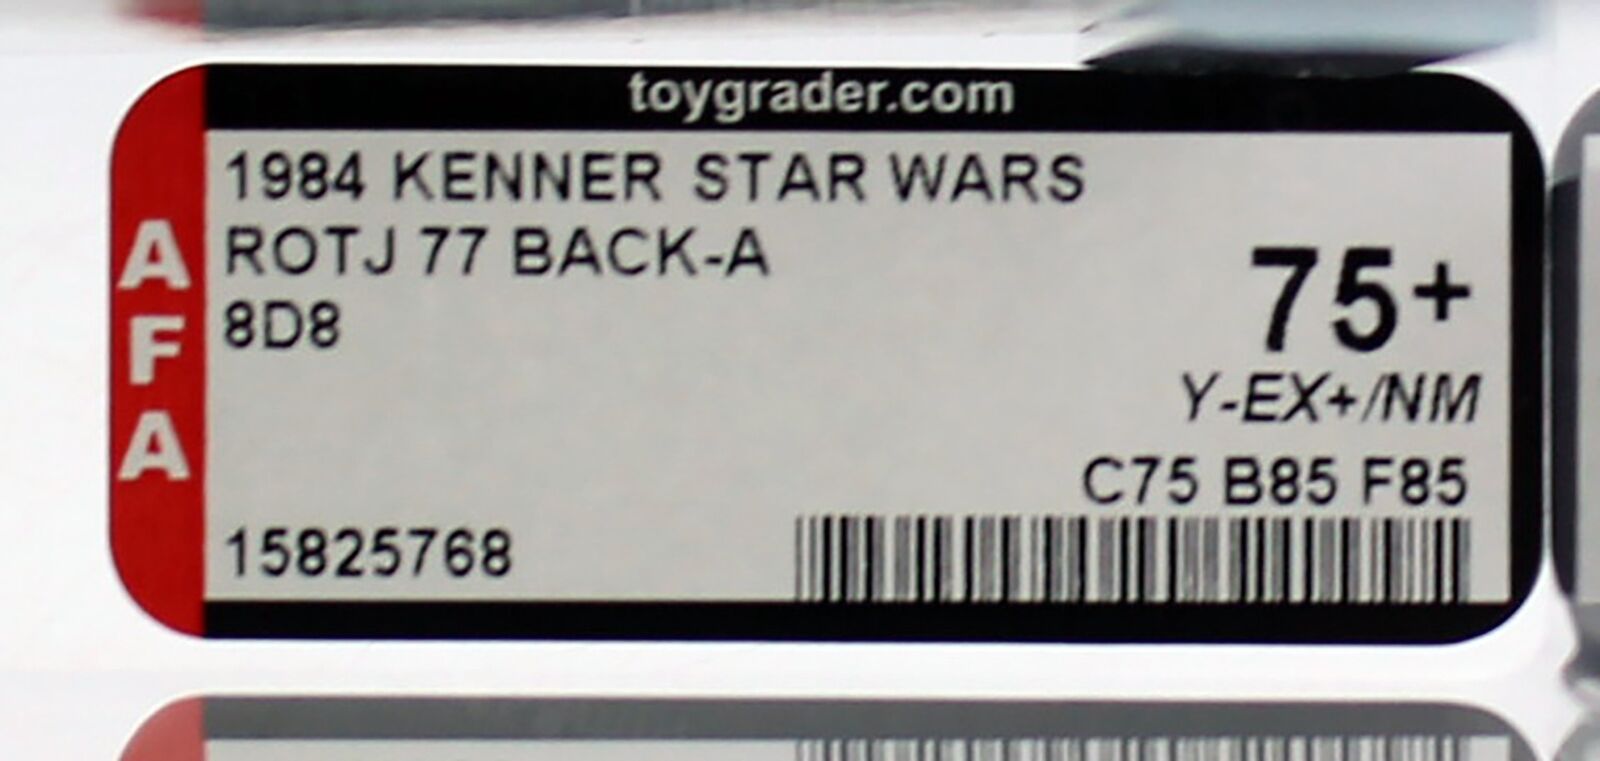 toygrader.com
AFA
1984 KENNER STAR WARS
ROTJ 77 BACK-A
8D8
75+
Y-EX+/NM
C75 B85 F85
15825768